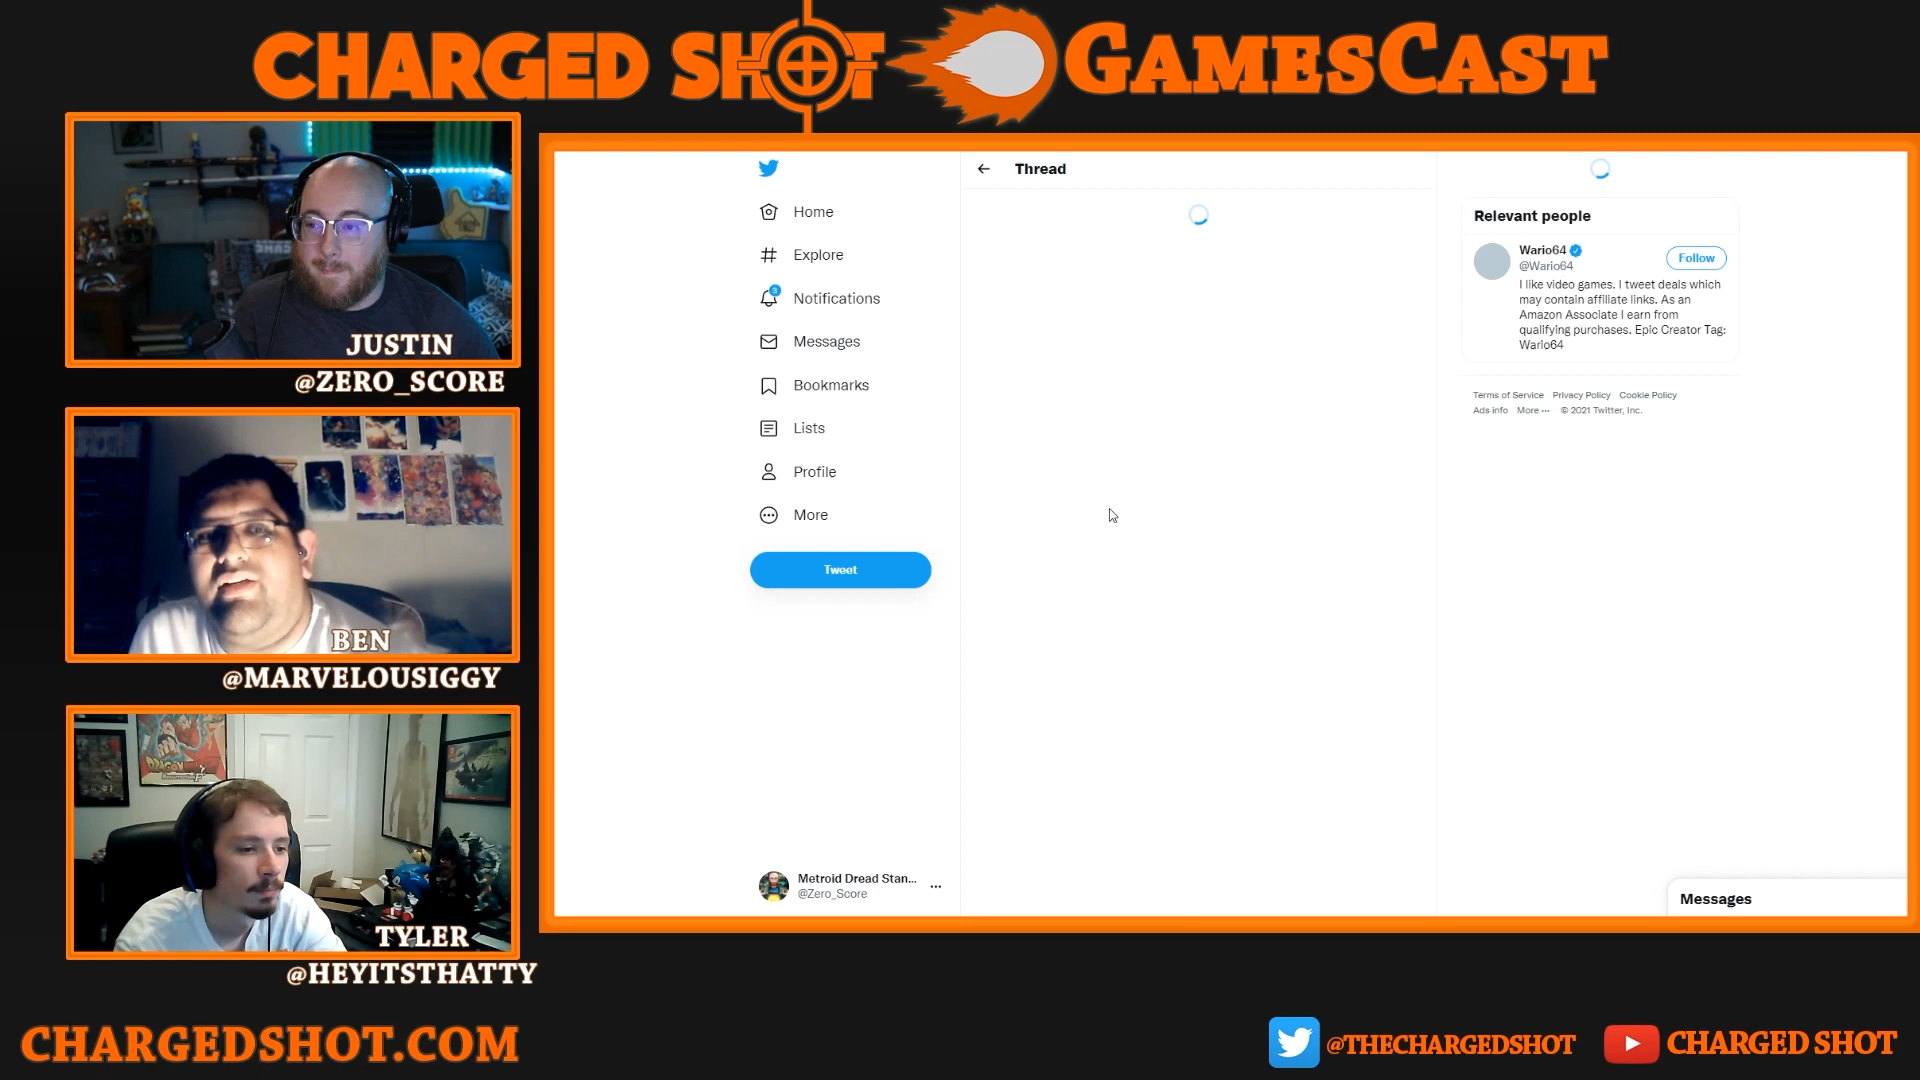 CHARGED SHOT GAMESCAST
JUSTIN
@ZERO_SCORE
BEN
@MARVELOUSIGGY
DRAGON
TYLER
@HEYITSTHATTY
Home
Explore
3
Notifications
Messages
Bookmarks
Lists
Profile
More
Tweet
Metroid Dread Stan...
@Zero_Score
Thread
Relevant people
Wario64
@Wario64
Follow
I like video games. I tweet deals which
may contain affiliate links. As an
Amazon Associate I earn from
qualifying purchases. Epic Creator Tag:
Wario64
Terms of Service Privacy Policy Cookie Policy
Ads info More ··· © 2021 Twitter, Inc.
Messages
CHARGEDSHOT.COM
@THECHARGEDSHOT
CHARGED SHOT